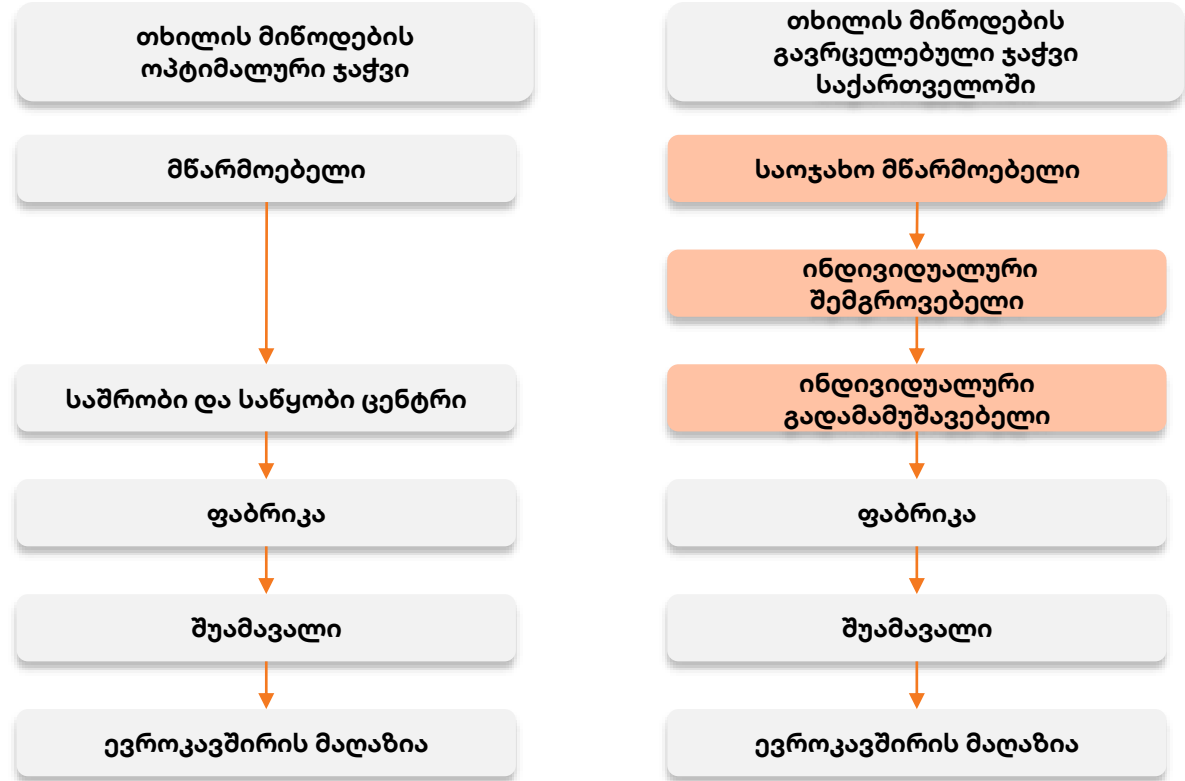 თხილის მიწოდების
ოპტიმალური ჯაჭვი
მწარმოებელი
საშრობი და საწყობი ცენტრი
ფაბრიკა
შუამავალი
ევროკავშირის მაღაზია
თხილის მიწოდების
გავრცელებული ჯაჭვი
საქართველოში
საოჯახო მწარმოებელი
ინდივიდუალური
შემგროვებელი
ინდივიდუალური
გადამამუშავებელი
ფაბრიკა
შუამავალი
ევროკავშირის მაღაზია